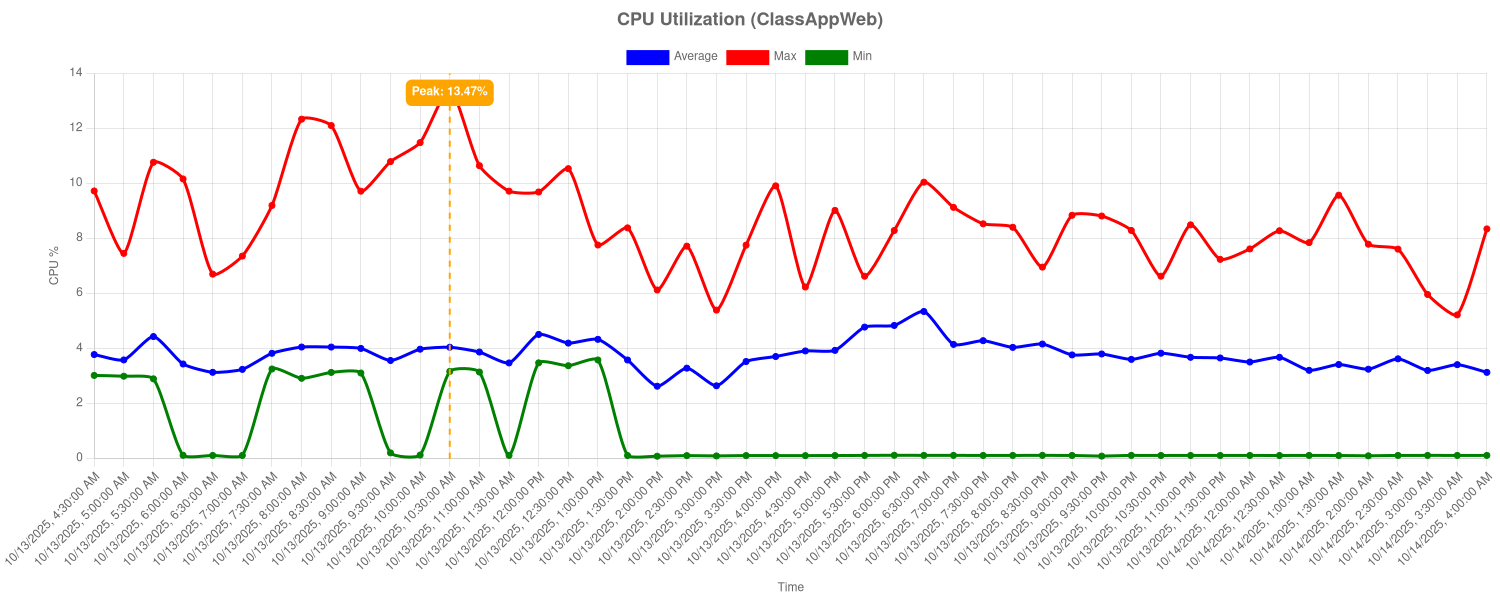 CPU Utilization (ClassAppWeb)
Average Max Min
Peak: 13.47%
14
12
10
8
6
4
2
0
CPU %
10/13/2025, 4:30:00 AM
10/13/2025, 5:00:00 AM
10/13/2025, 5:30:00 AM
10/13/2025, 6:00:00 AM
10/13/2025, 6:30:00 AM
10/13/2025, 7:00:00 AM
10/13/2025, 7:30:00 AM
10/13/2025, 8:00:00 AM
10/13/2025, 8:30:00 AM
10/13/2025, 9:00:00 AM
10/13/2025, 9:30:00 AM
10/13/2025, 10:00:00 AM
10/13/2025, 10:30:00 AM
10/13/2025, 11:00:00 AM
10/13/2025, 11:30:00 AM
10/13/2025, 12:00:00 PM
10/13/2025, 12:30:00 PM
10/13/2025, 1:00:00 PM
10/13/2025, 1:30:00 PM
10/13/2025, 2:00:00 PM
10/13/2025, 2:30:00 PM
10/13/2025, 3:00:00 PM
10/13/2025, 3:30:00 PM
10/13/2025, 4:00:00 PM
10/13/2025, 4:30:00 PM
10/13/2025, 5:00:00 PM
10/13/2025, 5:30:00 PM
10/13/2025, 6:00:00 PM
10/13/2025, 6:30:00 PM
10/13/2025, 7:00:00 PM
10/13/2025, 7:30:00 PM
10/13/2025, 8:00:00 PM
10/13/2025, 8:30:00 PM
10/13/2025, 9:00:00 PM
10/13/2025, 9:30:00 PM
10/13/2025, 10:00:00 PM
10/13/2025, 10:30:00 PM
10/13/2025, 11:00:00 PM
10/13/2025, 11:30:00 PM
10/14/2025, 12:00:00 AM
10/14/2025, 12:30:00 AM
10/14/2025, 1:00:00 AM
10/14/2025, 1:30:00 AM
10/14/2025, 2:00:00 AM
10/14/2025, 2:30:00 AM
10/14/2025, 3:00:00 AM
10/14/2025, 3:30:00 AM
10/14/2025, 4:00:00 AM
Time